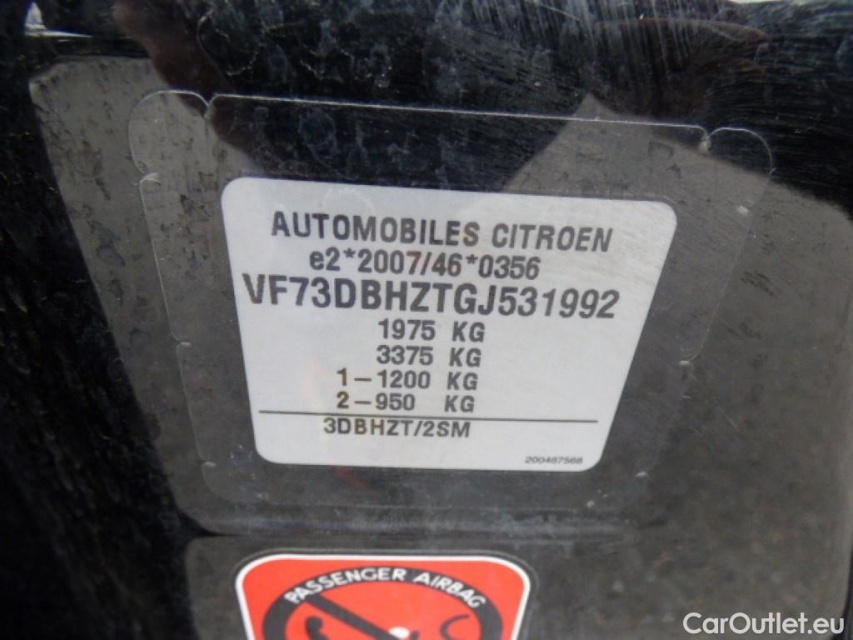 AUTOMOBILES CITROEN
e2*2007/46*0356
VF73DBHZTGJ531992
1975 KG
3375 KG
1-1200 KG
2-950 KG
3DBHZT/2SM
200487568
PASSENGER AIRBAG
CarOutlet.eu